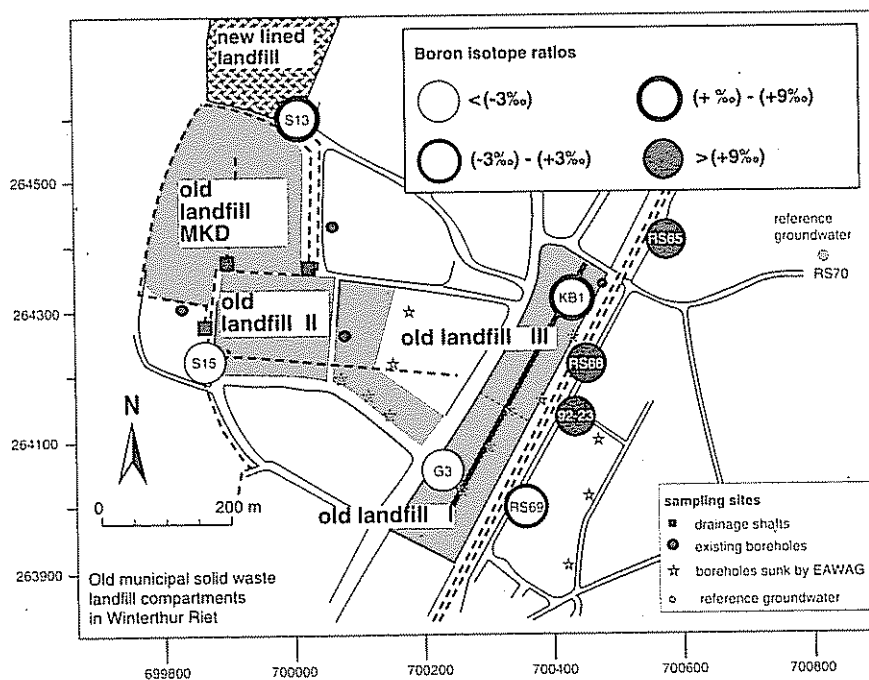 new lined
landfill
Boron isotope ratios
<(-3‰)
(+ ‰) - (+9‰)
(-3‰) - (+3‰)
>(+9‰)
S13
264500
old
landfill
MKD
reference
groundwater
RS65
RS70
KB1
264300
old
landfill II
old landfill III
S15
RS66
N
92-23
264100
G3
0 200 m
old landfill I
RS69
sampling sites
drainage shafts
existing boreholes
boreholes sunk by EAWAG
reference groundwater
263900
Old municipal solid waste
landfill compartments
in Winterthur Riet
699800 700000 700200 700400 700600 700800